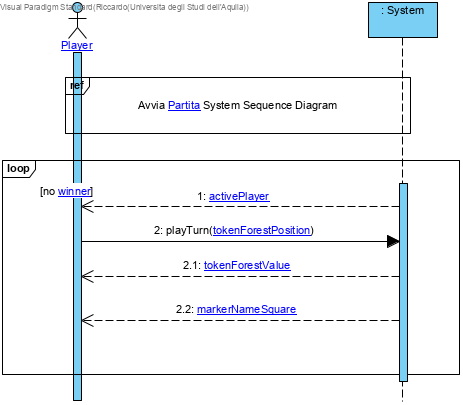 Visual Paradigm Standard(Riccardo(Universita degli Studi dell'Aquila))
Player
: System
ref
Avvia Partita System Sequence Diagram
loop
[no winner]
1: activePlayer
2: playTurn(tokenForestPosition)
2.1: tokenForestValue
2.2: markerNameSquare